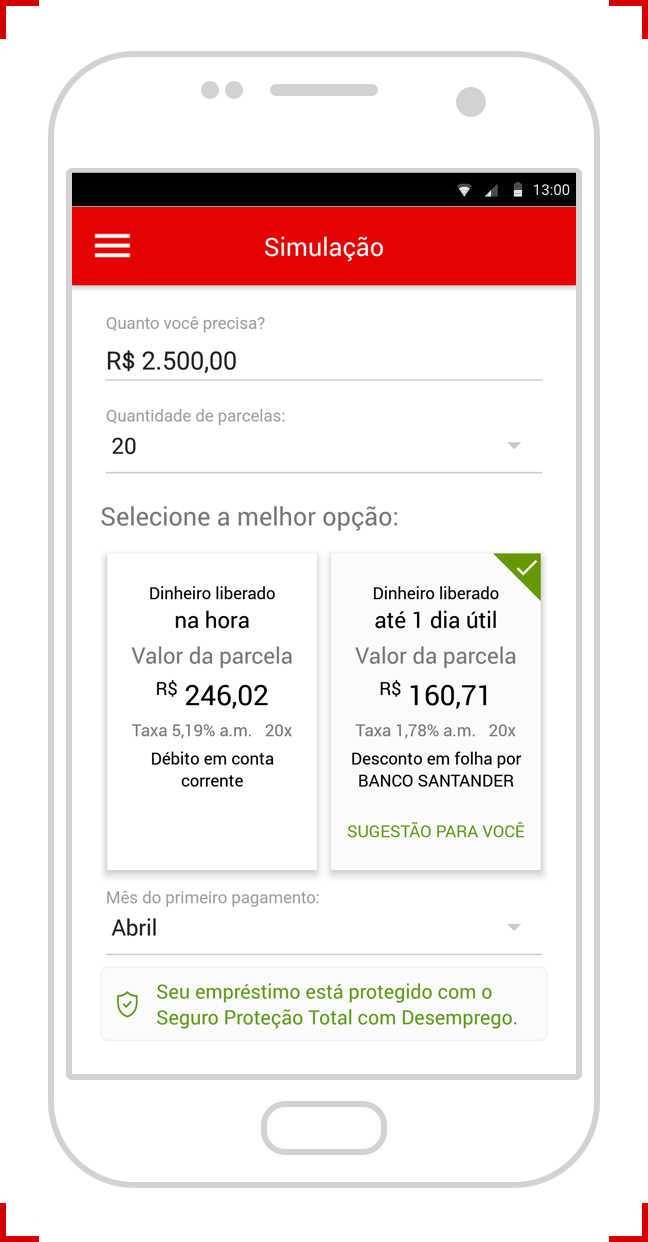 13:00
Simulação
Quanto você precisa?
R$ 2.500,00
Quantidade de parcelas:
20
Selecione a melhor opção:
Dinheiro liberado
na hora
Valor da parcela
R$ 246,02
Taxa 5,19% a.m. 20x
Débito em conta
corrente
Dinheiro liberado
até 1 dia útil
Valor da parcela
R$ 160,71
Taxa 1,78% a.m. 20x
Desconto em folha por
BANCO SANTANDER
SUGESTÃO PARA VOCÊ
Mês do primeiro pagamento:
Abril
Seu empréstimo está protegido com o
Seguro Proteção Total com Desemprego.